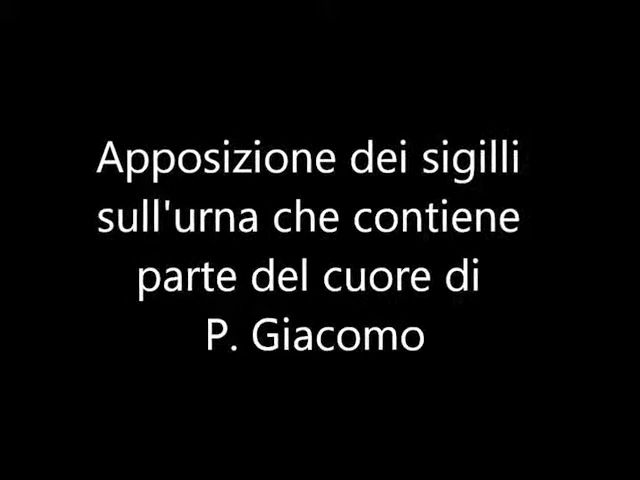 Apposizione dei sigilli
sull'urna che contiene
parte del cuore di
P. Giacomo